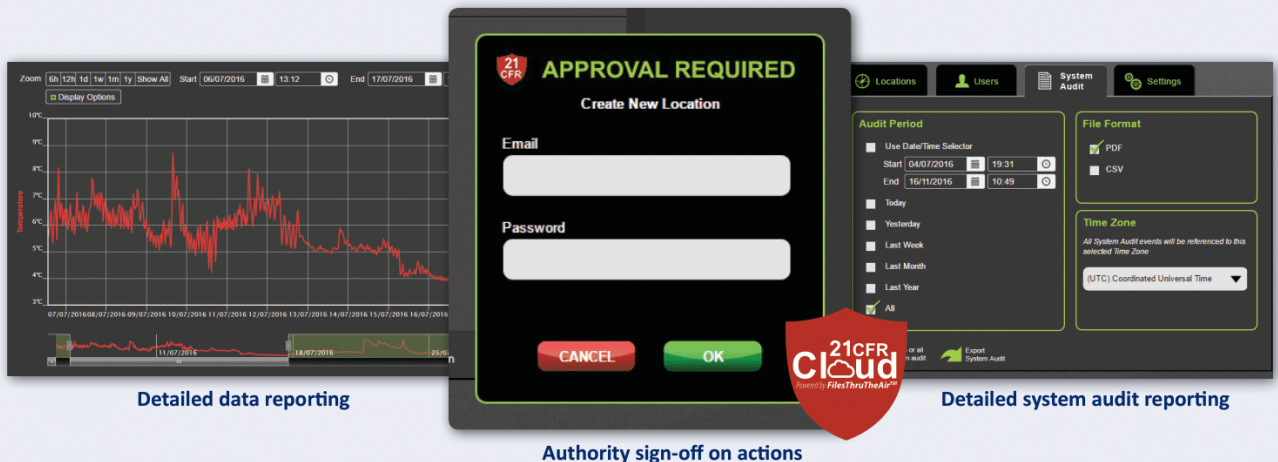 Zoom 6h 12h 1d 1w 1m 1y Show All Start 06/07/2016 13:12 End 17/07/2016
Display Options
10°C
9°C
8°C
7°C
6°C
5°C
4°C
3°C
Temperature
07/07/2016 08/07/2016 09/07/2016 10/07/2016 11/07/2016 12/07/2016 13/07/2016 14/07/2016 15/07/2016 16/07/2016
11/07/2016 18/07/2016 25/0
Detailed data reporting
21
CFR
APPROVAL REQUIRED
Create New Location
Email
Password
CANCEL OK
Authority sign-off on actions
Locations Users System Audit Settings
Audit Period
Use Date/Time Selector
Start 04/07/2016 19:31
End 16/11/2016 10:49
Today
Yesterday
Last Week
Last Month
Last Year
All
File Format
PDF
CSV
Time Zone
All System Audit events will be referenced to this
selected Time Zone
(UTC) Coordinated Universal Time
or all
audit
Export
System Audit
21CFR
Cloud
Powered by FilesThruTheAir™
Detailed system audit reporting